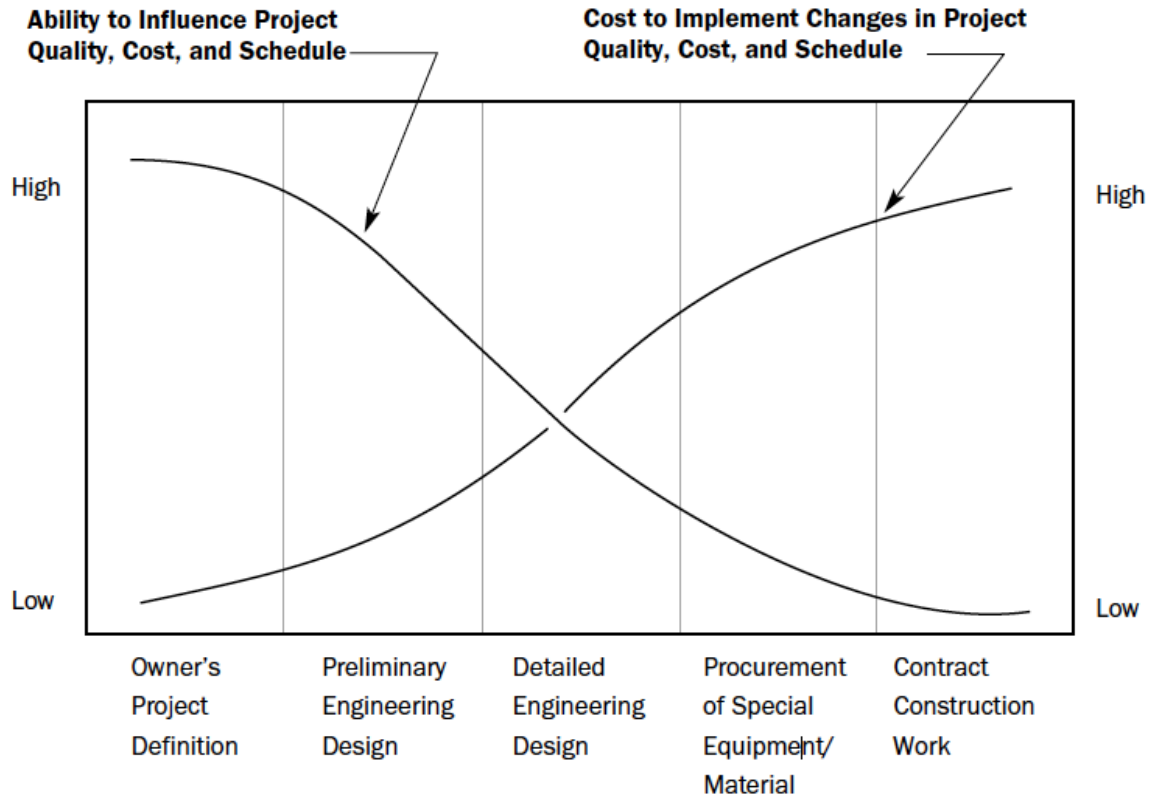 Ability to Influence Project
Quality, Cost, and Schedule
Cost to Implement Changes in Project
Quality, Cost, and Schedule
High
High
Low
Low
Owner's
Project
Definition
Preliminary
Engineering
Design
Detailed
Engineering
Design
Procurement
of Special
Equipment/
Material
Contract
Construction
Work